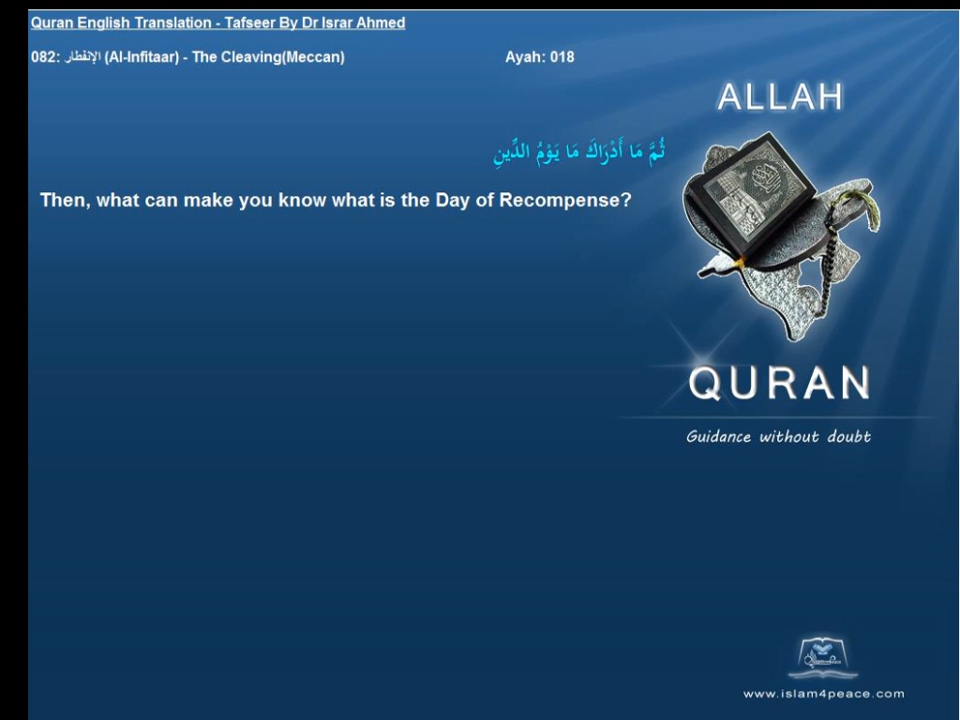 Quran English Translation - Tafseer By Dr Israr Ahmed
082: الإنفطار (Al-Infitaar) - The Cleaving(Meccan) Ayah: 018
ALLAH
ثُمَّ مَا أَدْرَاكَ مَا يَوْمُ الدِّينِ
Then, what can make you know what is the Day of Recompense?
QURAN
Guidance without doubt
www.islam4peace.com